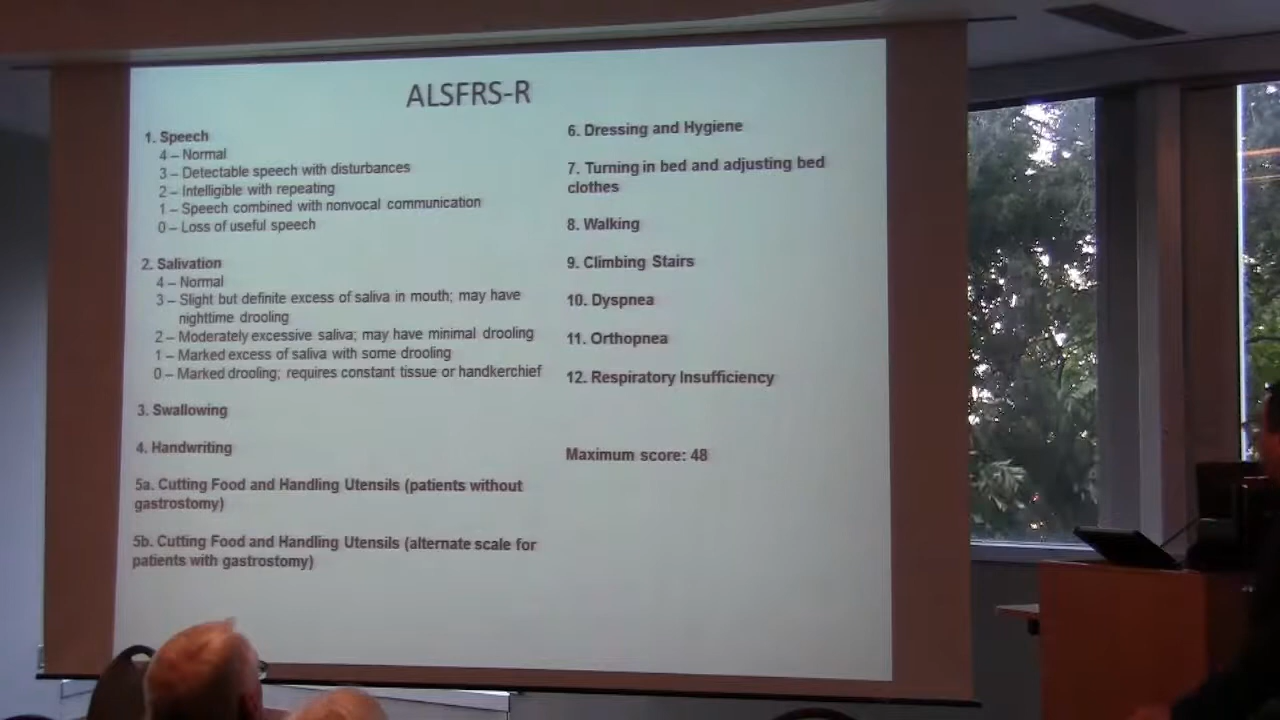 ALSFRS-R
1. Speech
4 – Normal
3 – Detectable speech with disturbances
2 – Intelligible with repeating
1 – Speech combined with nonvocal communication
0 – Loss of useful speech
2. Salivation
4 – Normal
3 – Slight but definite excess of saliva in mouth; may have
nighttime drooling
2 – Moderately excessive saliva; may have minimal drooling
1 – Marked excess of saliva with some drooling
0 – Marked drooling; requires constant tissue or handkerchief
3. Swallowing
4. Handwriting
5a. Cutting Food and Handling Utensils (patients without
gastrostomy)
5b. Cutting Food and Handling Utensils (alternate scale for
patients with gastrostomy)
6. Dressing and Hygiene
7. Turning in bed and adjusting bed
clothes
8. Walking
9. Climbing Stairs
10. Dyspnea
11. Orthopnea
12. Respiratory Insufficiency
Maximum score: 48